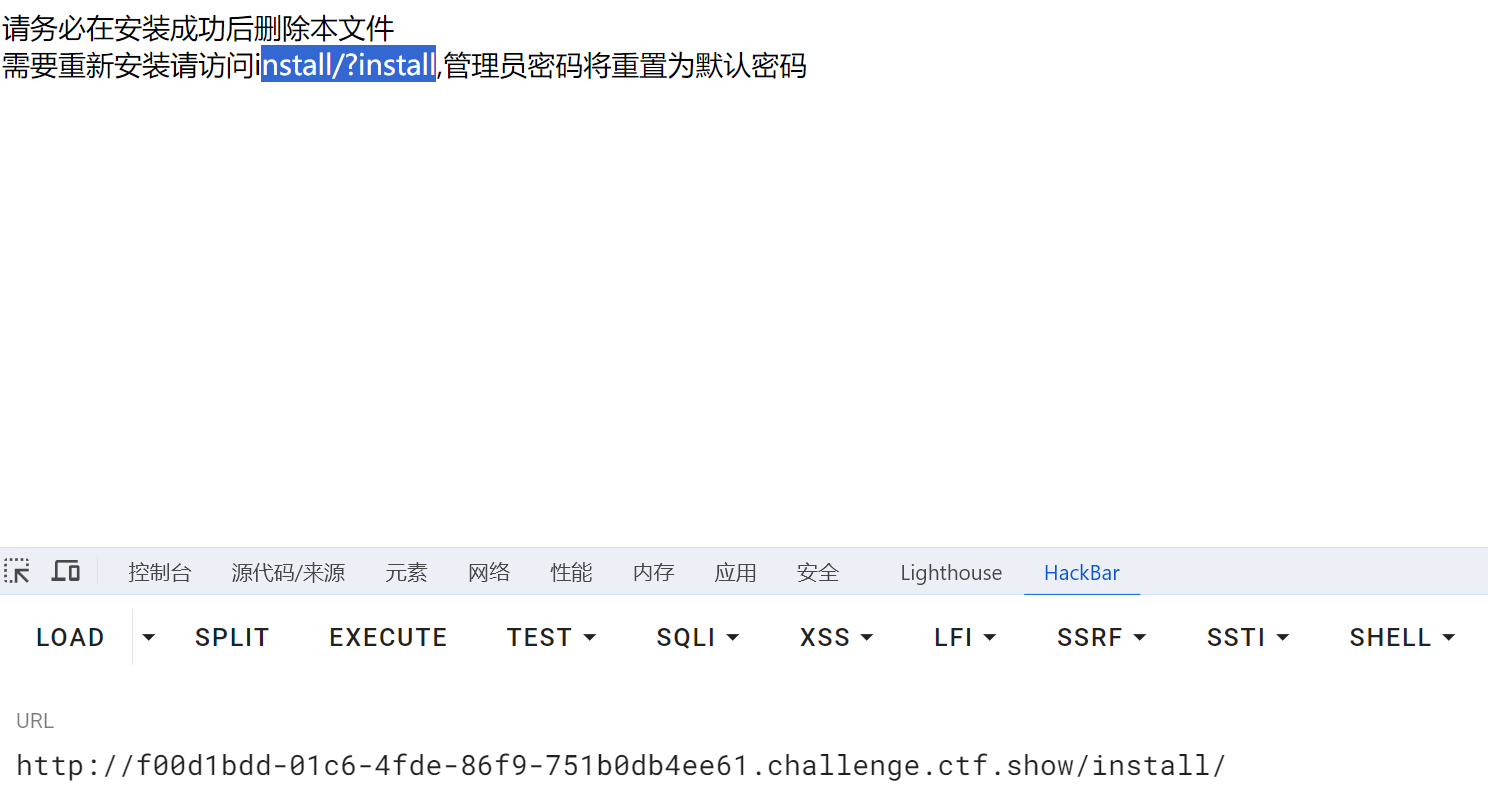 请务必在安装成功后删除本文件
需要重新安装请访问install/?install,管理员密码将重置为默认密码
控制台 源代码/来源 元素 网络 性能 内存 应用 安全 Lighthouse HackBar
LOAD SPLIT EXECUTE TEST SQLI XSS LFI SSRF SSTI SHELL
URL
http://f00d1bdd-01c6-4fde-86f9-751b0db4ee61.challenge.ctf.show/install/